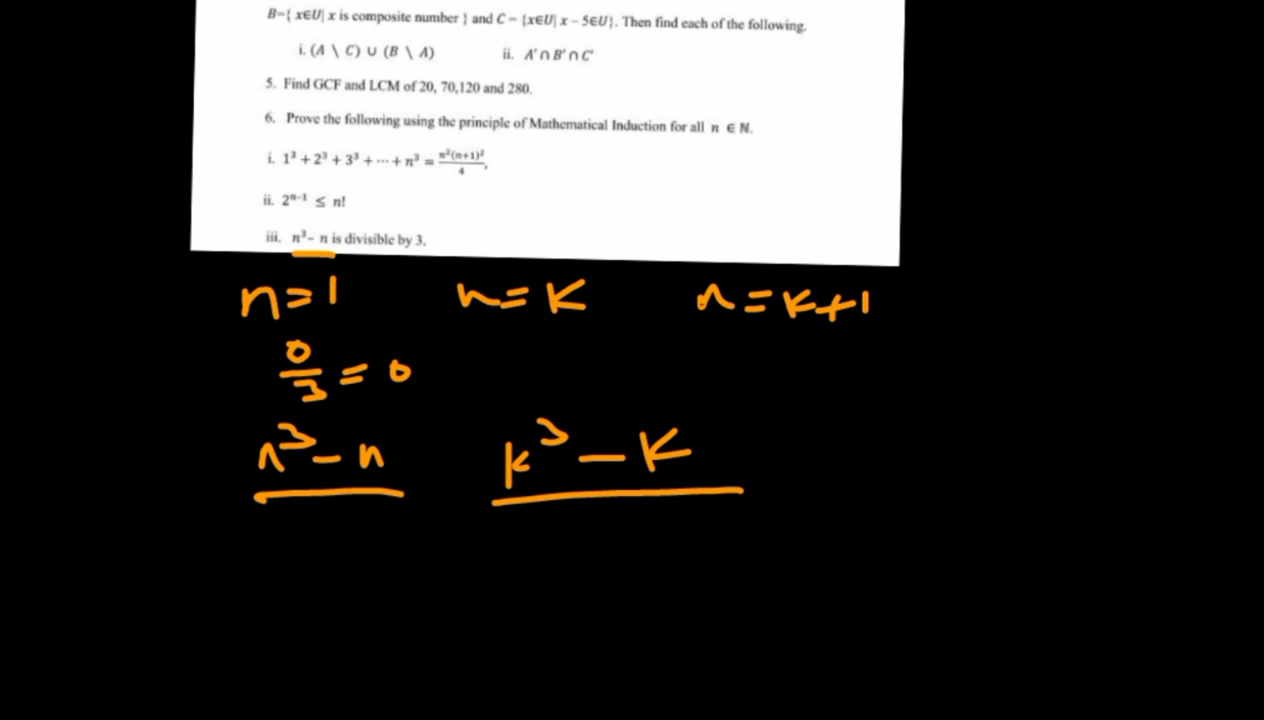 B={ x∈U| x is composite number } and C = {x∈U| x − 5∈U}. Then find each of the following.
i. (A \ C) ∪ (B \ A) ii. A' ∩ B' ∩ C'
5. Find GCF and LCM of 20, 70,120 and 280.
6. Prove the following using the principle of Mathematical Induction for all n ∈ N.
i. 1³ + 2³ + 3³ + ⋯ + n³ = n²(n+1)²/4,
ii. 2ⁿ⁻¹ ≤ n!
iii. n³− n is divisible by 3.
n=1 n=K n=K+1
0/3 = 0
n³−n k³−K